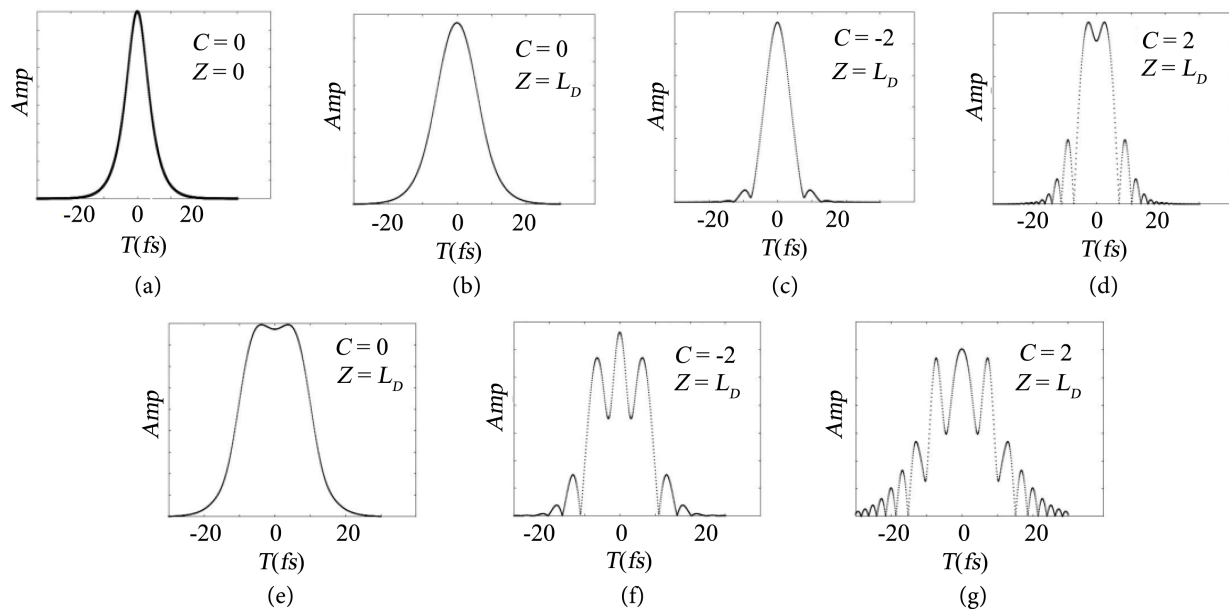 Amp
C = 0
Z = 0
-20 0 20
T(fs)
(a)
Amp
C = 0
Z = L_D
-20 0 20
T(fs)
(b)
Amp
C = -2
Z = L_D
-20 0 20
T(fs)
(c)
Amp
C = 2
Z = L_D
-20 0 20
T(fs)
(d)
Amp
C = 0
Z = L_D
-20 0 20
T(fs)
(e)
Amp
C = -2
Z = L_D
-20 0 20
T(fs)
(f)
Amp
C = 2
Z = L_D
-20 0 20
T(fs)
(g)